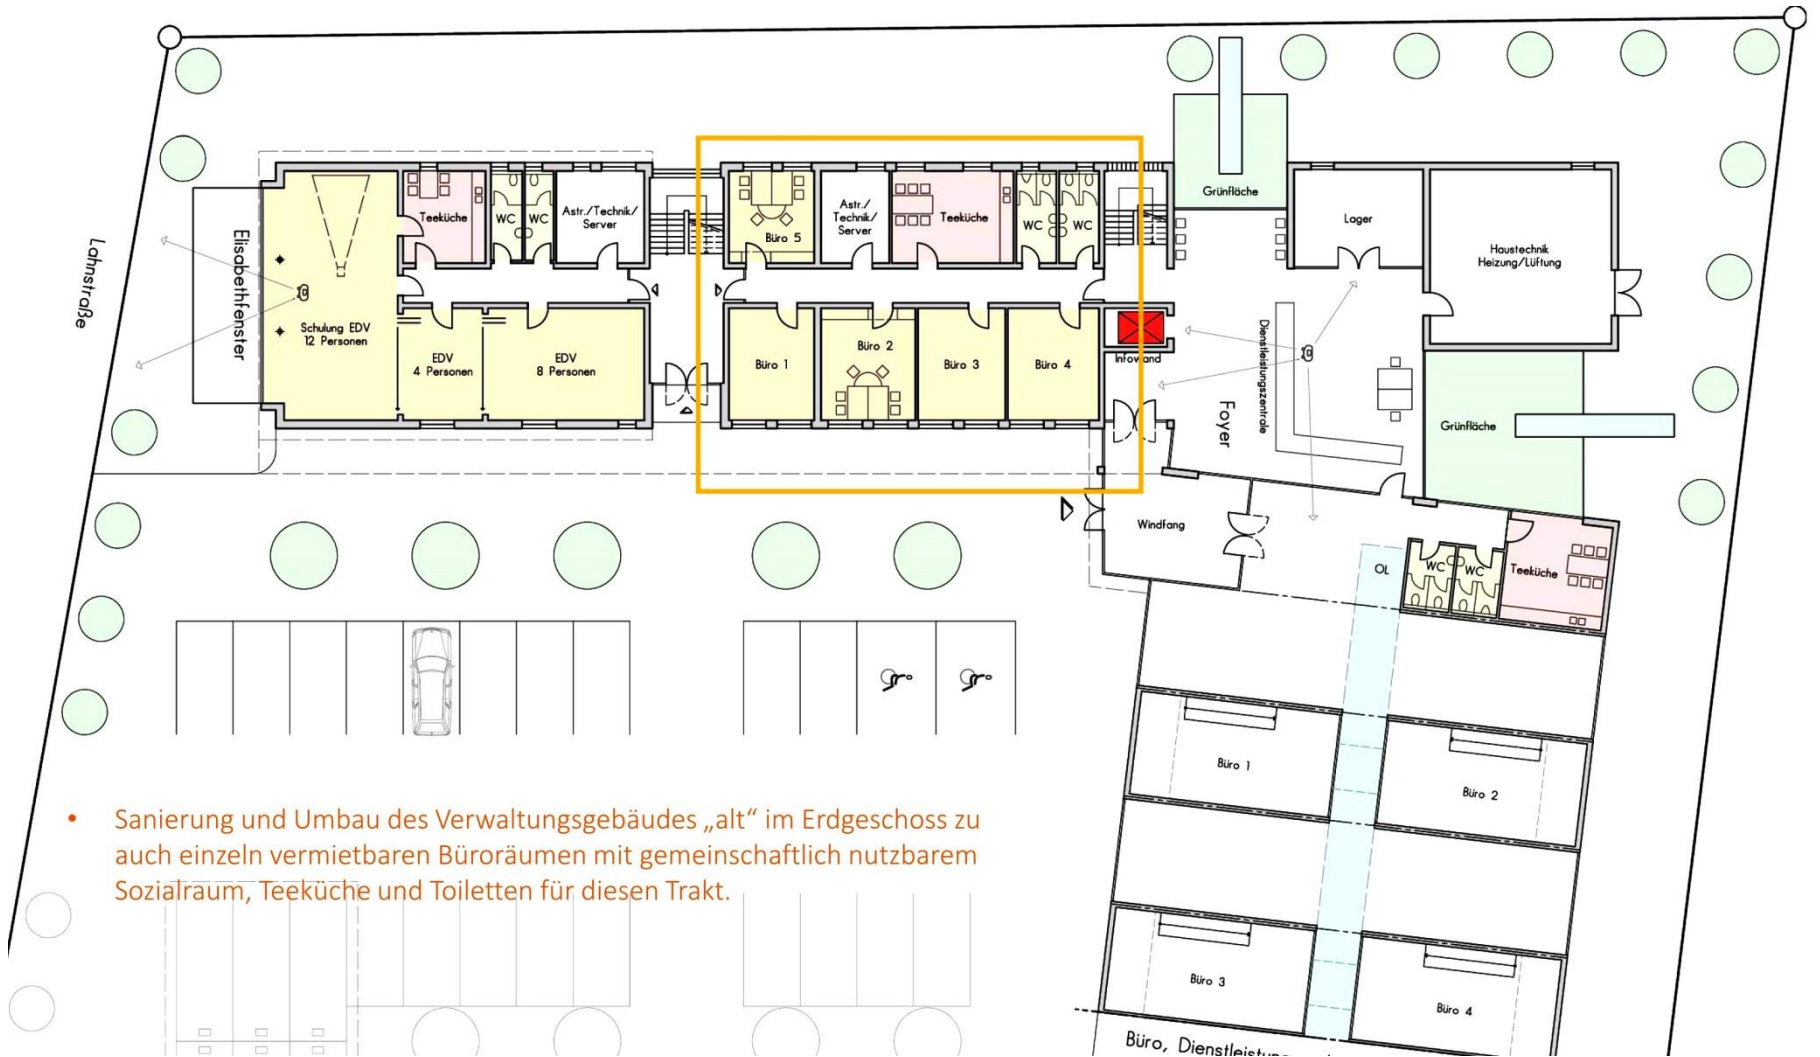 Lahnstraße
Elisabethfenster
Schulung EDV
12 Personen
Teeküche
WC
WC
Astr./Technik/
Server
EDV
4 Personen
EDV
8 Personen
Büro 5
Astr./
Technik/
Server
Teeküche
WC
WC
Büro 1
Büro 2
Büro 3
Büro 4
Infowand
Grünfläche
Lager
Haustechnik
Heizung/Lüftung
Dienstleistungszentrale
Foyer
Grünfläche
Windfang
OL
WC
WC
Teeküche
Büro 1
Büro 2
Büro 3
Büro 4
• Sanierung und Umbau des Verwaltungsgebäudes „alt“ im Erdgeschoss zu
auch einzeln vermietbaren Büroräumen mit gemeinschaftlich nutzbarem
Sozialraum, Teeküche und Toiletten für diesen Trakt.
Büro,